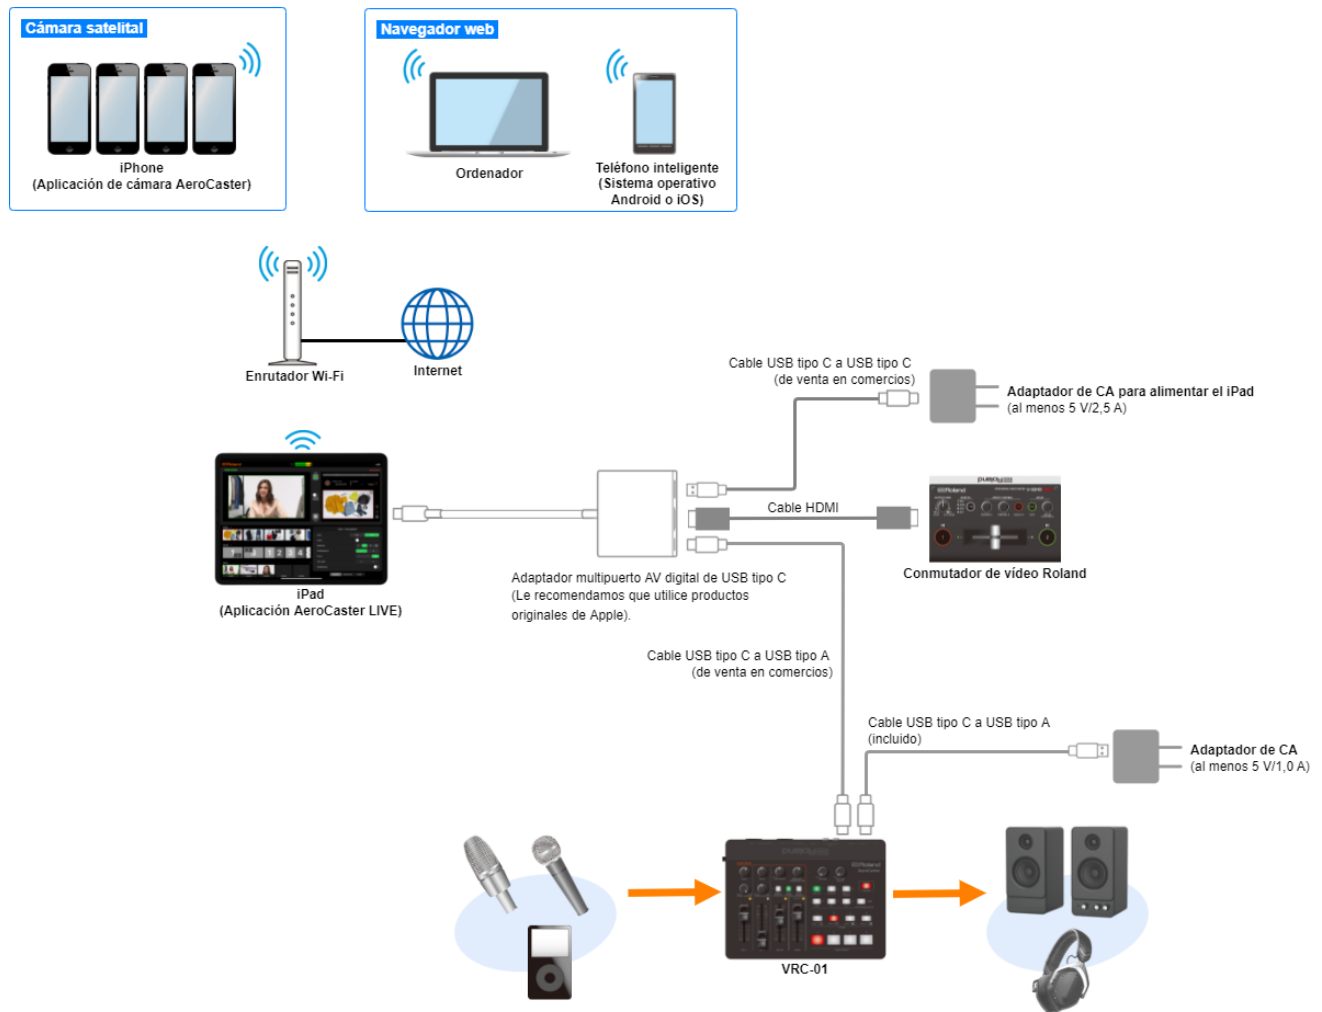 Cámara satelital
iPhone
(Aplicación de cámara AeroCaster)
Navegador web
Ordenador
Teléfono inteligente
(Sistema operativo
Android o iOS)
Enrutador Wi-Fi
Internet
Cable USB tipo C a USB tipo C
(de venta en comercios)
Adaptador de CA para alimentar el iPad
(al menos 5 V/2,5 A)
Cable HDMI
Roland
Roland
Conmutador de vídeo Roland
iPad
(Aplicación AeroCaster LIVE)
Adaptador multipuerto AV digital de USB tipo C
(Le recomendamos que utilice productos
originales de Apple).
Cable USB tipo C a USB tipo A
(de venta en comercios)
Cable USB tipo C a USB tipo A
(incluido)
Adaptador de CA
(al menos 5 V/1,0 A)
Roland
Roland
VRC-01